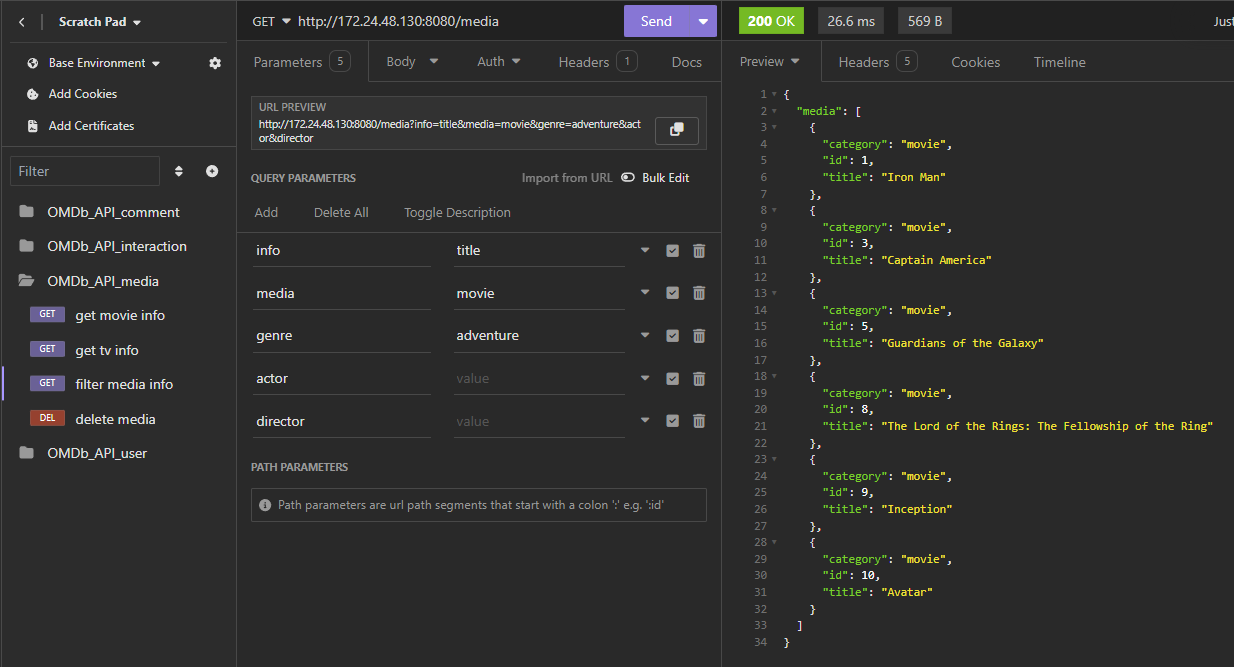 Scratch Pad
Base Environment
Add Cookies
Add Certificates
Filter
OMDb_API_comment
OMDb_API_interaction
OMDb_API_media
GET get movie info
GET get tv info
GET filter media info
DEL delete media
OMDb_API_user
GET http://172.24.48.130:8080/media Send
Parameters 5 Body Auth Headers 1 Docs
URL PREVIEW
http://172.24.48.130:8080/media?info=title&media=movie&genre=adventure&act
or&director
QUERY PARAMETERS Import from URL Bulk Edit
Add Delete All Toggle Description
info title
media movie
genre adventure
actor value
director value
PATH PARAMETERS
Path parameters are url path segments that start with a colon ':' e.g. ':id'
200 OK 26.6 ms 569 B Just
Preview Headers 5 Cookies Timeline
1 {
2 "media": [
3 {
4 "category": "movie",
5 "id": 1,
6 "title": "Iron Man"
7 },
8 {
9 "category": "movie",
10 "id": 3,
11 "title": "Captain America"
12 },
13 {
14 "category": "movie",
15 "id": 5,
16 "title": "Guardians of the Galaxy"
17 },
18 {
19 "category": "movie",
20 "id": 8,
21 "title": "The Lord of the Rings: The Fellowship of the Ring"
22 },
23 {
24 "category": "movie",
25 "id": 9,
26 "title": "Inception"
27 },
28 {
29 "category": "movie",
30 "id": 10,
31 "title": "Avatar"
32 }
33 ]
34 }